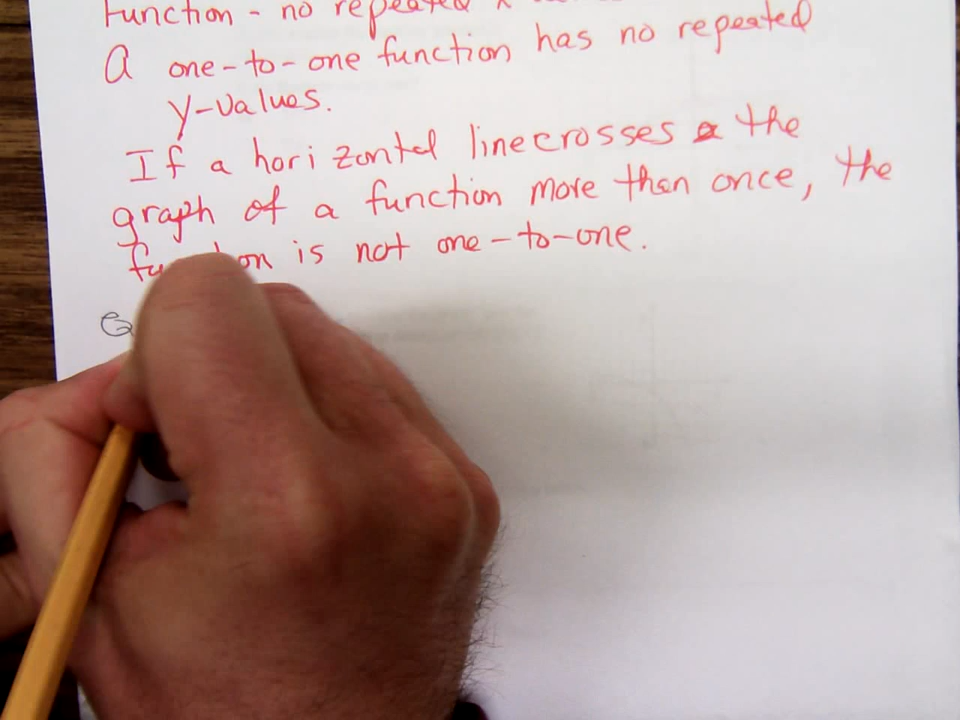 Function - no repeated x
A one-to-one function has no repeated
y-values.
If a horizontal line crosses the
graph of a function more than once, the
function is not one-to-one.